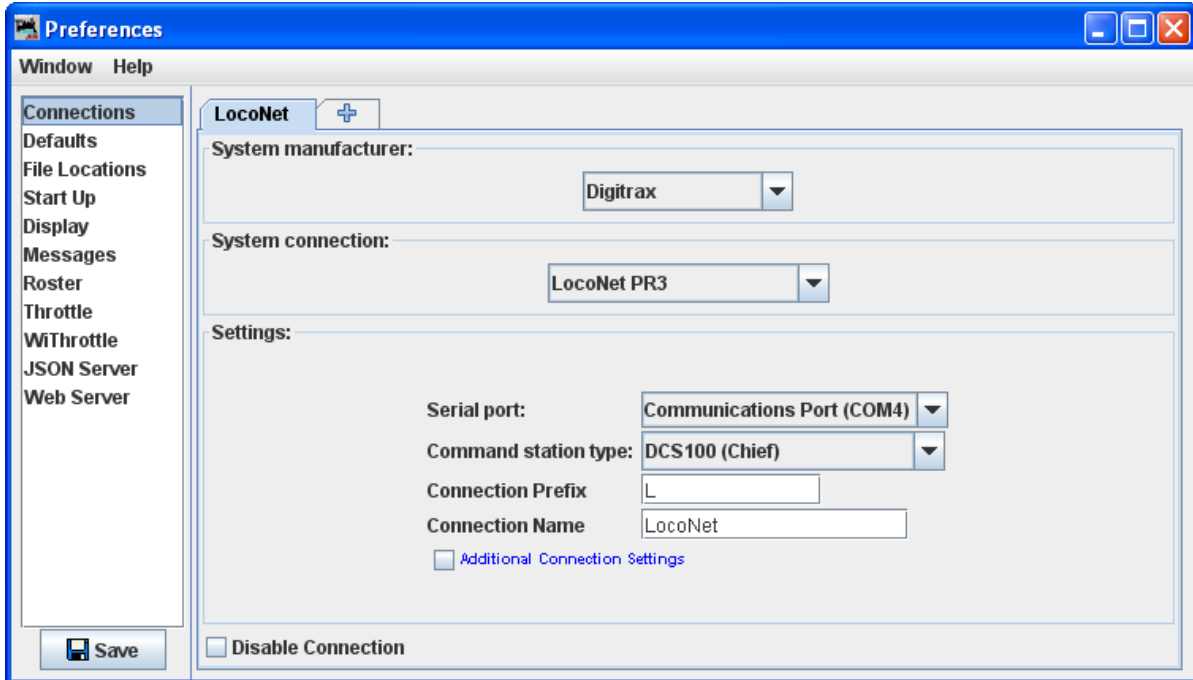 Preferences
Window Help
Connections
Defaults
File Locations
Start Up
Display
Messages
Roster
Throttle
WiThrottle
JSON Server
Web Server
Save
LocoNet
System manufacturer:
Digitrax
System connection:
LocoNet PR3
Settings:
Serial port: Communications Port (COM4)
Command station type: DCS100 (Chief)
Connection Prefix L
Connection Name LocoNet
Additional Connection Settings
Disable Connection